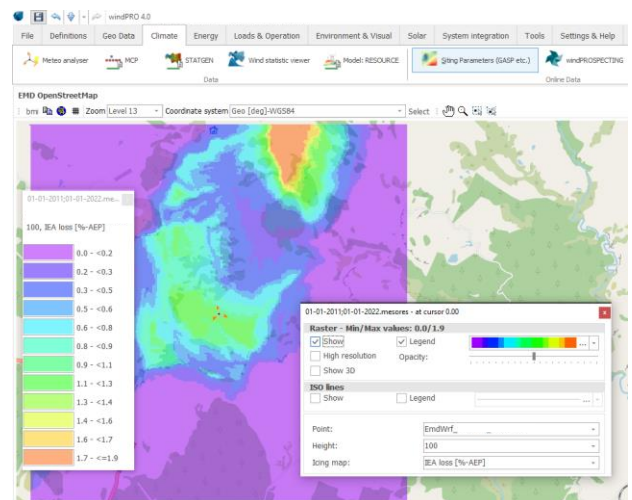 windPRO 4.0
File Definitions Geo Data Climate Energy Loads & Operation Environment & Visual Solar System integration Tools Settings & Help
Meteo analyser MCP STATGEN Wind statistic viewer Model: RESOURCE Siting Parameters (GASP etc.) windPROSPECTING
Data Online Data
EMD OpenStreetMap
bmi Zoom Level 13 Coordinate system Geo [deg]-WGS84 Select
01-01-2011;01-01-2022.me...
100, IEA loss [%-AEP]
0.0 - <0.2
0.2 - <0.3
0.3 - <0.5
0.5 - <0.6
0.6 - <0.8
0.8 - <0.9
0.9 - <1.1
1.1 - <1.3
1.3 - <1.4
1.4 - <1.6
1.6 - <1.7
1.7 - <=1.9
01-01-2011;01-01-2022.mesores - at cursor 0.00
Raster - Min/Max values: 0.0/1.9
Show Legend ...
High resolution Opacity:
Show 3D
ISO lines
Show Legend ...
Point: EmdWrf_ _
Height: 100
Icing map: IEA loss [%-AEP]